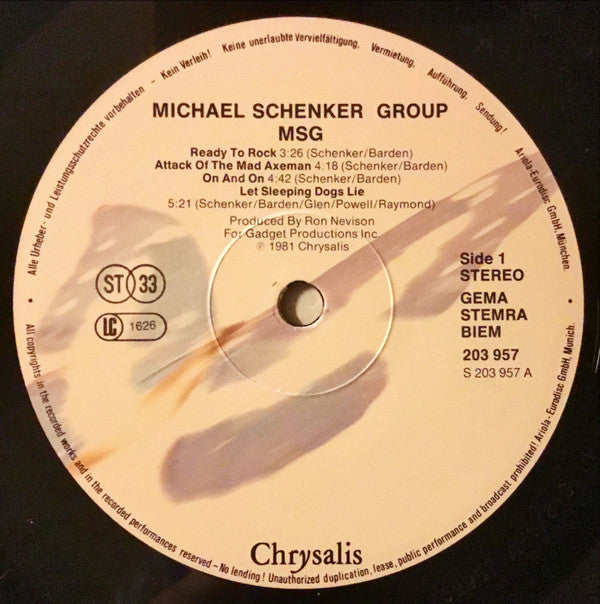 Alle Urheber- und Leistungsschutzrechte vorbehalten – Kein Verleih! Keine unerlaubte Vervielfältigung, Vermietung, Aufführung, Sendung!
Ariola-Eurodisc GmbH, München.
MICHAEL SCHENKER GROUP
MSG
Ready To Rock 3:26 (Schenker/Barden)
Attack Of The Mad Axeman 4:18 (Schenker/Barden)
On And On 4:42 (Schenker/Barden)
Let Sleeping Dogs Lie
5:21 (Schenker/Barden/Glen/Powell/Raymond)
Produced By Ron Nevison
For Gadget Productions Inc.
℗ 1981 Chrysalis
Side 1
STEREO
ST 33
GEMA
STEMRA
BIEM
LC 1626
203 957
S 203 957 A
Chrysalis
All copyrights in the recorded works and in the recorded performances reserved – No lending! Unauthorized duplication, lease, public performance and broadcast prohibited! Ariola-Eurodisc GmbH, Munich.